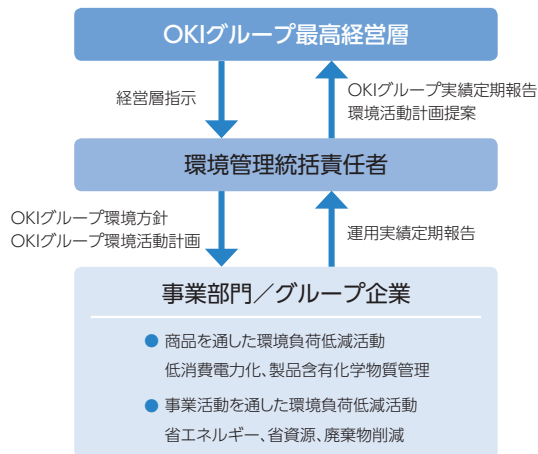 OKIグループ最高経営層
経営層指示
OKIグループ実績定期報告
環境活動計画提案
環境管理統括責任者
OKIグループ環境方針
OKIグループ環境活動計画
運用実績定期報告
事業部門／グループ企業
● 商品を通した環境負荷低減活動
低消費電力化、製品含有化学物質管理
● 事業活動を通した環境負荷低減活動
省エネルギー、省資源、廃棄物削減